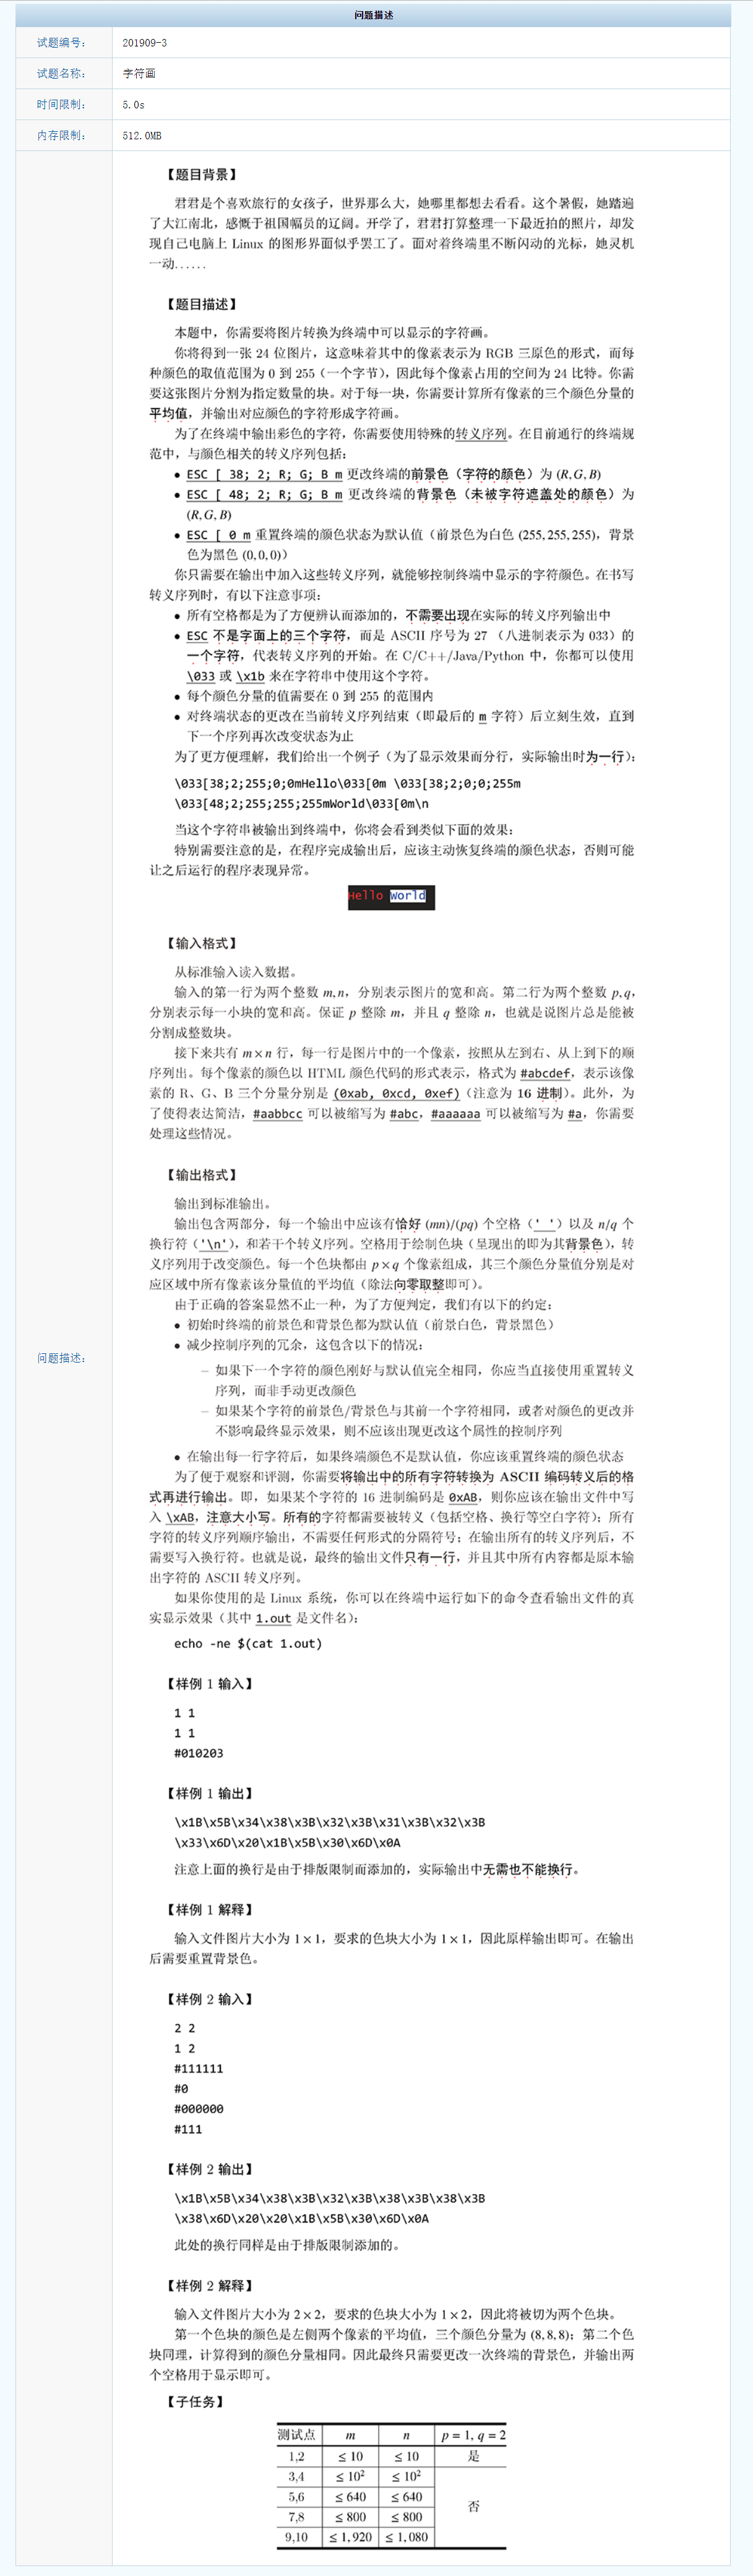 问题描述
试题编号： 201909-3
试题名称： 字符画
时间限制： 5.0s
内存限制： 512.0MB
问题描述：
【题目背景】
君君是个喜欢旅行的女孩子，世界那么大，她哪里都想去看看。这个暑假，她踏遍
了大江南北，感慨于祖国幅员的辽阔。开学了，君君打算整理一下最近拍的照片，却发
现自己电脑上 Linux 的图形界面似乎罢工了。面对着终端里不断闪动的光标，她灵机
一动……
【题目描述】
本题中，你需要将图片转换为终端中可以显示的字符画。
你将得到一张 24 位图片，这意味着其中的像素表示为 RGB 三原色的形式，而每
种颜色的取值范围为 0 到 255（一个字节），因此每个像素占用的空间为 24 比特。你需
要这张图片分割为指定数量的块。对于每一块，你需要计算所有像素的三个颜色分量的
平均值，并输出对应颜色的字符形成字符画。
为了在终端中输出彩色的字符，你需要使用特殊的转义序列。在目前通行的终端规
范中，与颜色相关的转义序列包括：
• ESC [ 38; 2; R; G; B m 更改终端的前景色（字符的颜色）为 (R, G, B)
• ESC [ 48; 2; R; G; B m 更改终端的背景色（未被字符遮盖处的颜色）为
(R, G, B)
• ESC [ 0 m 重置终端的颜色状态为默认值（前景色为白色 (255, 255, 255)，背景
色为黑色 (0, 0, 0)）
你只需要在输出中加入这些转义序列，就能够控制终端中显示的字符颜色。在书写
转义序列时，有以下注意事项：
• 所有空格都是为了方便辨认而添加的，不需要出现在实际的转义序列输出中
• ESC 不是字面上的三个字符，而是 ASCII 序号为 27 （八进制表示为 033）的
一个字符，代表转义序列的开始。在 C/C++/Java/Python 中，你都可以使用
\033 或 \x1b 来在字符串中使用这个字符。
• 每个颜色分量的值需要在 0 到 255 的范围内
• 对终端状态的更改在当前转义序列结束（即最后的 m 字符）后立刻生效，直到
下一个序列再次改变状态为止
为了更方便理解，我们给出一个例子（为了显示效果而分行，实际输出时为一行）：
\033[38;2;255;0;0mHello\033[0m \033[38;2;0;0;255m
\033[48;2;255;255;255mWorld\033[0m\n
当这个字符串被输出到终端中，你将会看到类似下面的效果：
特别需要注意的是，在程序完成输出后，应该主动恢复终端的颜色状态，否则可能
让之后运行的程序表现异常。
Hello World
【输入格式】
从标准输入读入数据。
输入的第一行为两个整数 m, n，分别表示图片的宽和高。第二行为两个整数 p, q，
分别表示每一小块的宽和高。保证 p 整除 m，并且 q 整除 n，也就是说图片总是能被
分割成整数块。
接下来共有 m × n 行，每一行是图片中的一个像素，按照从左到右、从上到下的顺
序列出。每个像素的颜色以 HTML 颜色代码的形式表示，格式为 #abcdef，表示该像
素的 R、G、B 三个分量分别是 (0xab, 0xcd, 0xef)（注意为 16 进制）。此外，为
了使得表达简洁，#aabbcc 可以被缩写为 #abc，#aaaaaa 可以被缩写为 #a，你需要
处理这些情况。
【输出格式】
输出到标准输出。
输出包含两部分，每一个输出中应该有恰好 (mn)/(pq) 个空格（' '）以及 n/q 个
换行符（'\n'），和若干个转义序列。空格用于绘制色块（呈现出的即为其背景色），转
义序列用于改变颜色。每一个色块都由 p × q 个像素组成，其三个颜色分量值分别是对
应区域中所有像素该分量值的平均值（除法向零取整即可）。
由于正确的答案显然不止一种，为了方便判定，我们有以下的约定：
• 初始时终端的前景色和背景色都为默认值（前景白色，背景黑色）
• 减少控制序列的冗余，这包含以下的情况：
– 如果下一个字符的颜色刚好与默认值完全相同，你应当直接使用重置转义
序列，而非手动更改颜色
– 如果某个字符的前景色/背景色与其前一个字符相同，或者对颜色的更改并
不影响最终显示效果，则不应该出现更改这个属性的控制序列
• 在输出每一行字符后，如果终端颜色不是默认值，你应该重置终端的颜色状态
为了便于观察和评测，你需要将输出中的所有字符转换为 ASCII 编码转义后的格
式再进行输出。即，如果某个字符的 16 进制编码是 0xAB，则你应该在输出文件中写
入 \xAB，注意大小写。所有的字符都需要被转义（包括空格、换行等空白字符）；所有
字符的转义序列顺序输出，不需要任何形式的分隔符号；在输出所有的转义序列后，不
需要写入换行符。也就是说，最终的输出文件只有一行，并且其中所有内容都是原本输
出字符的 ASCII 转义序列。
如果你使用的是 Linux 系统，你可以在终端中运行如下的命令查看输出文件的真
实显示效果（其中 1.out 是文件名）：
echo -ne $(cat 1.out)
【样例 1 输入】
1 1
1 1
#010203
【样例 1 输出】
\x1B\x5B\x34\x38\x3B\x32\x3B\x31\x3B\x32\x3B
\x33\x6D\x20\x1B\x5B\x30\x6D\x0A
注意上面的换行是由于排版限制而添加的，实际输出中无需也不能换行。
【样例 1 解释】
输入文件图片大小为 1 × 1，要求的色块大小为 1 × 1，因此原样输出即可。在输出
后需要重置背景色。
【样例 2 输入】
2 2
1 2
#111111
#0
#000000
#111
【样例 2 输出】
\x1B\x5B\x34\x38\x3B\x32\x3B\x38\x3B\x38\x3B
\x38\x6D\x20\x20\x1B\x5B\x30\x6D\x0A
此处的换行同样是由于排版限制添加的。
【样例 2 解释】
输入文件图片大小为 2 × 2，要求的色块大小为 1 × 2，因此将被切为两个色块。
第一个色块的颜色是左侧两个像素的平均值，三个颜色分量为 (8, 8, 8)；第二个色
块同理，计算得到的颜色分量相同。因此最终只需要更改一次终端的背景色，并输出两
个空格用于显示即可。
【子任务】
测试点 m n p = 1, q = 2
1,2 ≤ 10 ≤ 10 是
3,4 ≤ 10² ≤ 10²
5,6 ≤ 640 ≤ 640
否
7,8 ≤ 800 ≤ 800
9,10 ≤ 1,920 ≤ 1,080